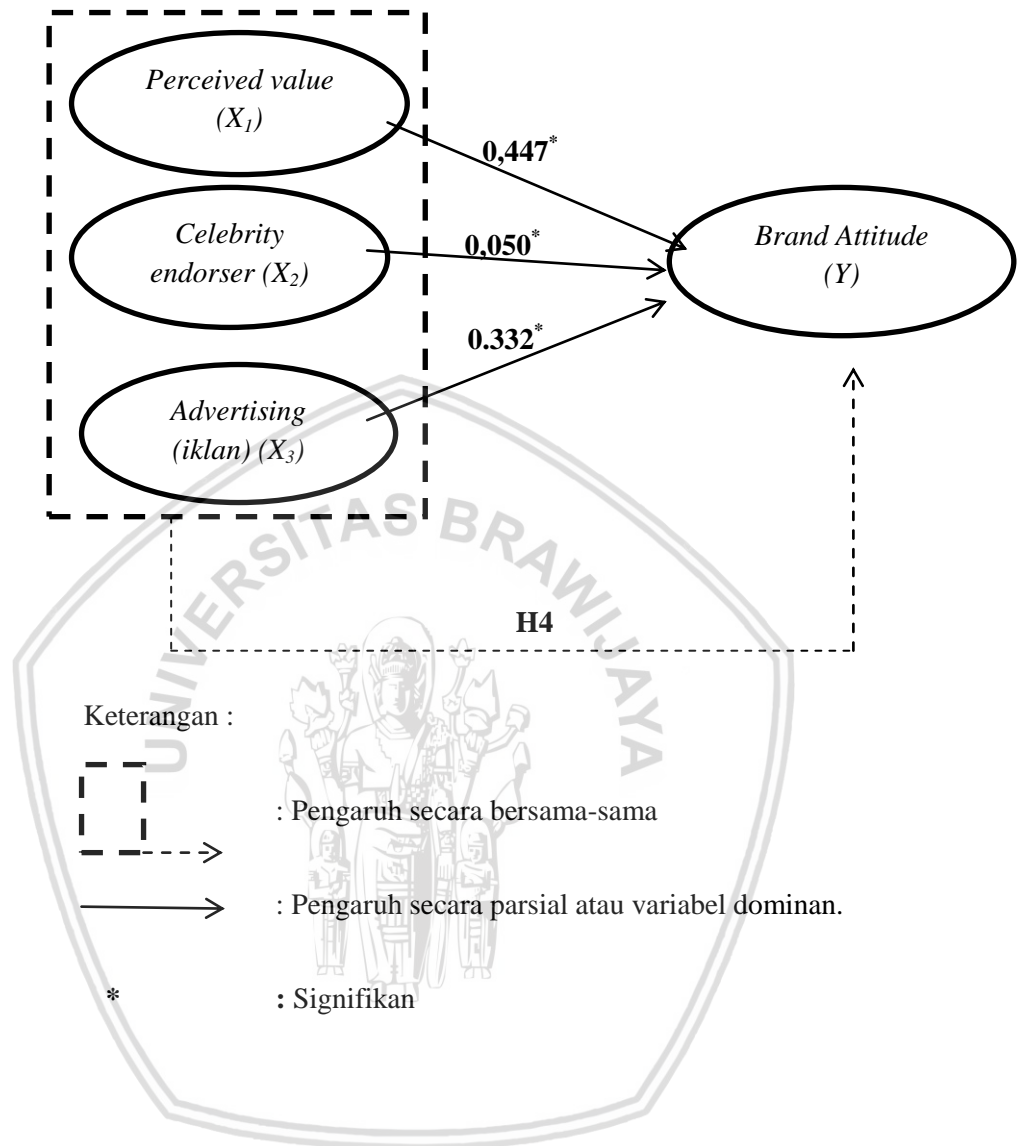 Perceived value
(X₁)
0,447*
Celebrity
endorser (X₂)
0,050*
Brand Attitude
(Y)
0.332*
Advertising
(iklan) (X₃)
UNIVERSITAS BRAWIJAYA
H4
Keterangan :
: Pengaruh secara bersama-sama
: Pengaruh secara parsial atau variabel dominan.
* : Signifikan